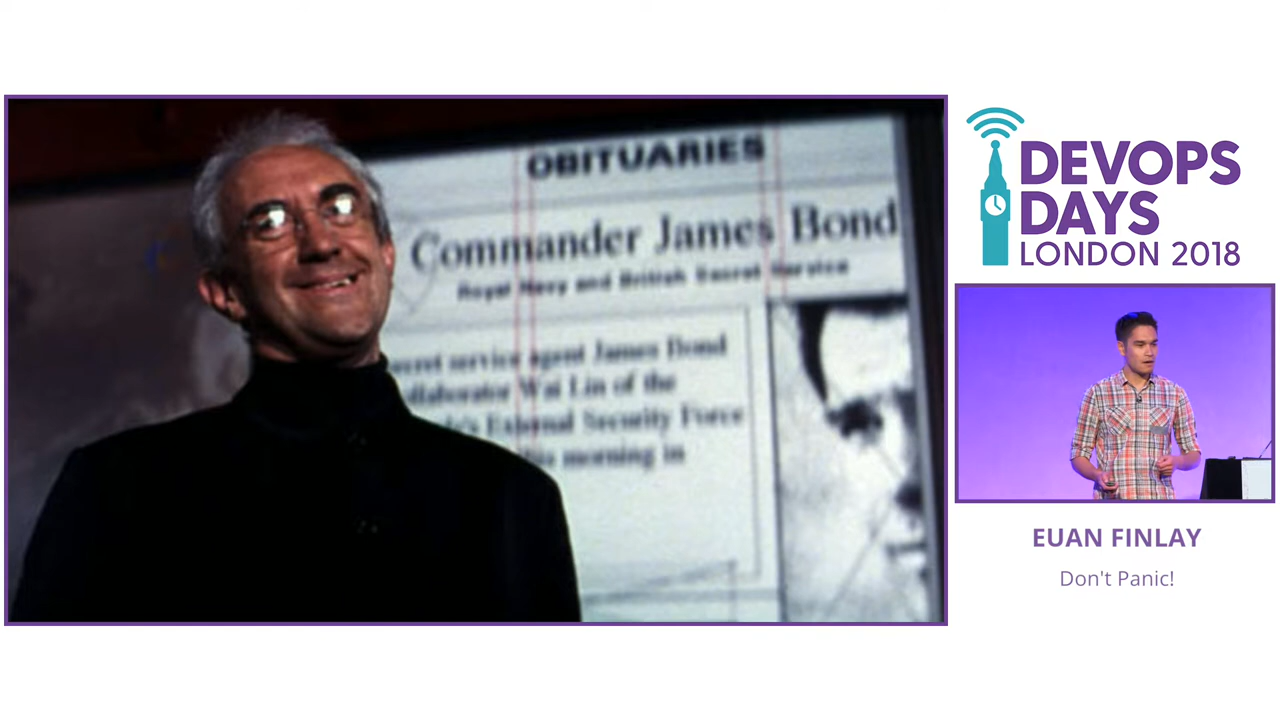 OBITUARIES
Commander James Bond
Royal Navy and British Secret Service
secret service agent James Bond
collaborator Wai Lin of the
External Security Force
morning in
DEVOPS
DAYS
LONDON 2018
EUAN FINLAY
Don't Panic!